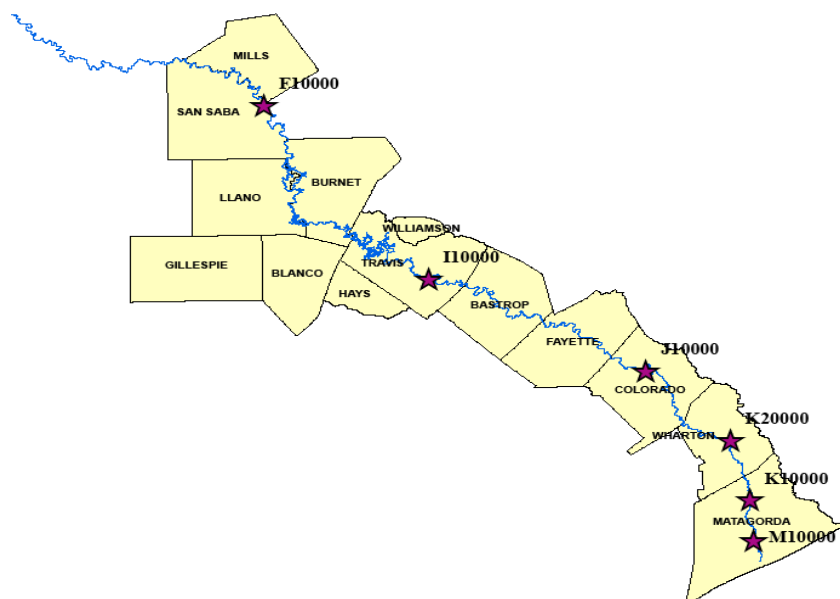 MILLS
F10000
SAN SABA
BURNET
LLANO
WILLIAMSON
TRAVIS
GILLESPIE
I10000
BLANCO
HAYS
BASTROP
FAYETTE
J10000
COLORADO
K20000
WHARTON
K10000
MATAGORDA
M10000